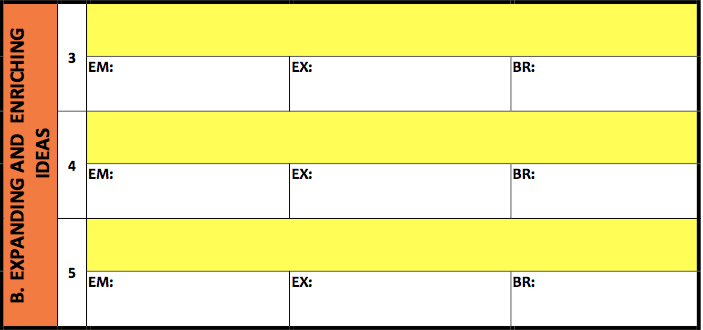 B. EXPANDING AND ENRICHING
IDEAS
3
EM: EX: BR:
4
EM: EX: BR:
5
EM: EX: BR: